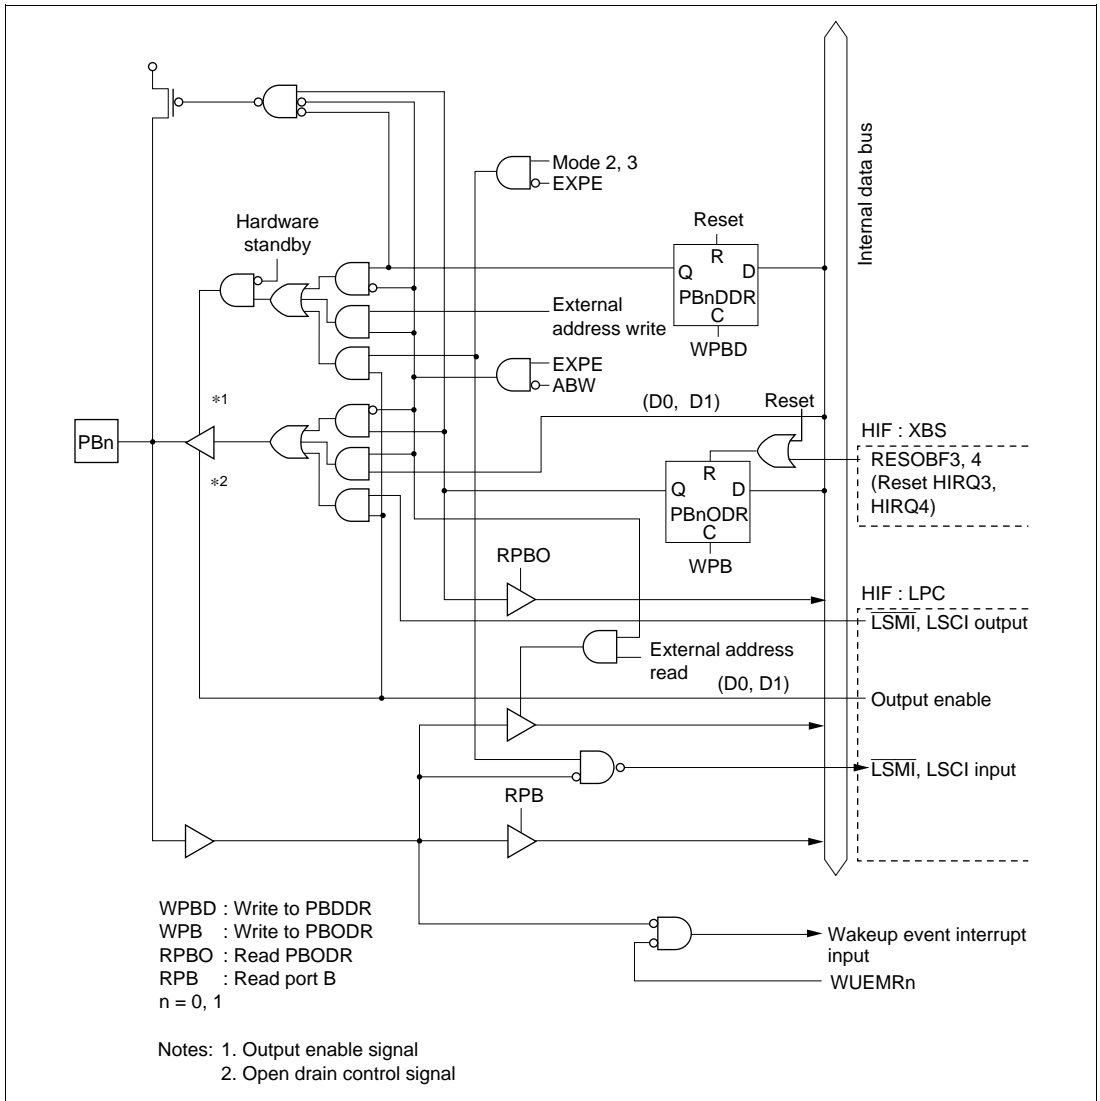 Mode 2, 3
EXPE
Internal data bus
Hardware
standby
Reset
R
Q
D
PBnDDR
C
WPBD
External
address write
EXPE
ABW
*1
(D0, D1)
Reset
HIF : XBS
PBn
RESOBF3, 4
(Reset HIRQ3,
HIRQ4)
*2
R
Q
D
PBnODR
C
WPB
RPBO
HIF : LPC
LSMI, LSCI output
External address
read
(D0, D1)
Output enable
LSMI, LSCI input
RPB
WPBD : Write to PBDDR
WPB : Write to PBODR
RPBO : Read PBODR
RPB : Read port B
n = 0, 1
Wakeup event interrupt
input
WUEMRn
Notes: 1. Output enable signal
2. Open drain control signal